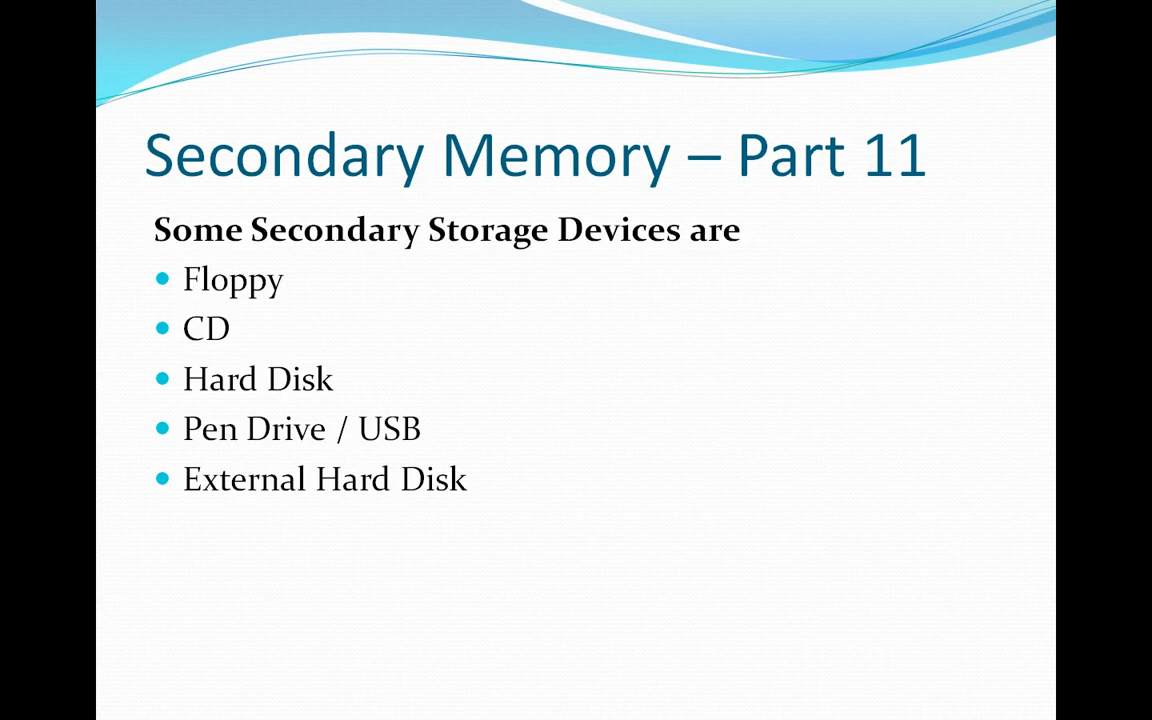 Secondary Memory – Part 11
Some Secondary Storage Devices are
• Floppy
• CD
• Hard Disk
• Pen Drive / USB
• External Hard Disk